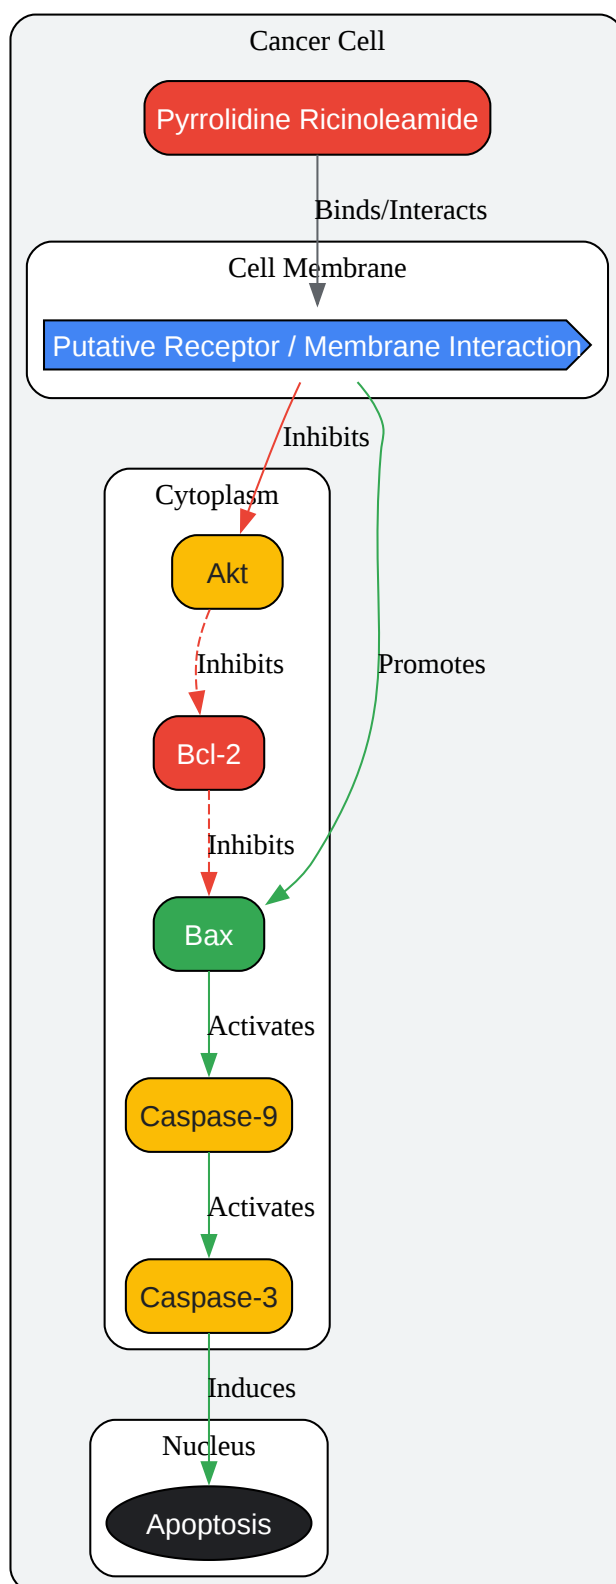 Cancer Cell
Pyrrolidine Ricinoleamide
Binds/Interacts
Cell Membrane
Putative Receptor / Membrane Interaction
Inhibits
Cytoplasm
Akt
Inhibits
Promotes
Bcl-2
Inhibits
Bax
Activates
Caspase-9
Activates
Caspase-3
Induces
Nucleus
Apoptosis